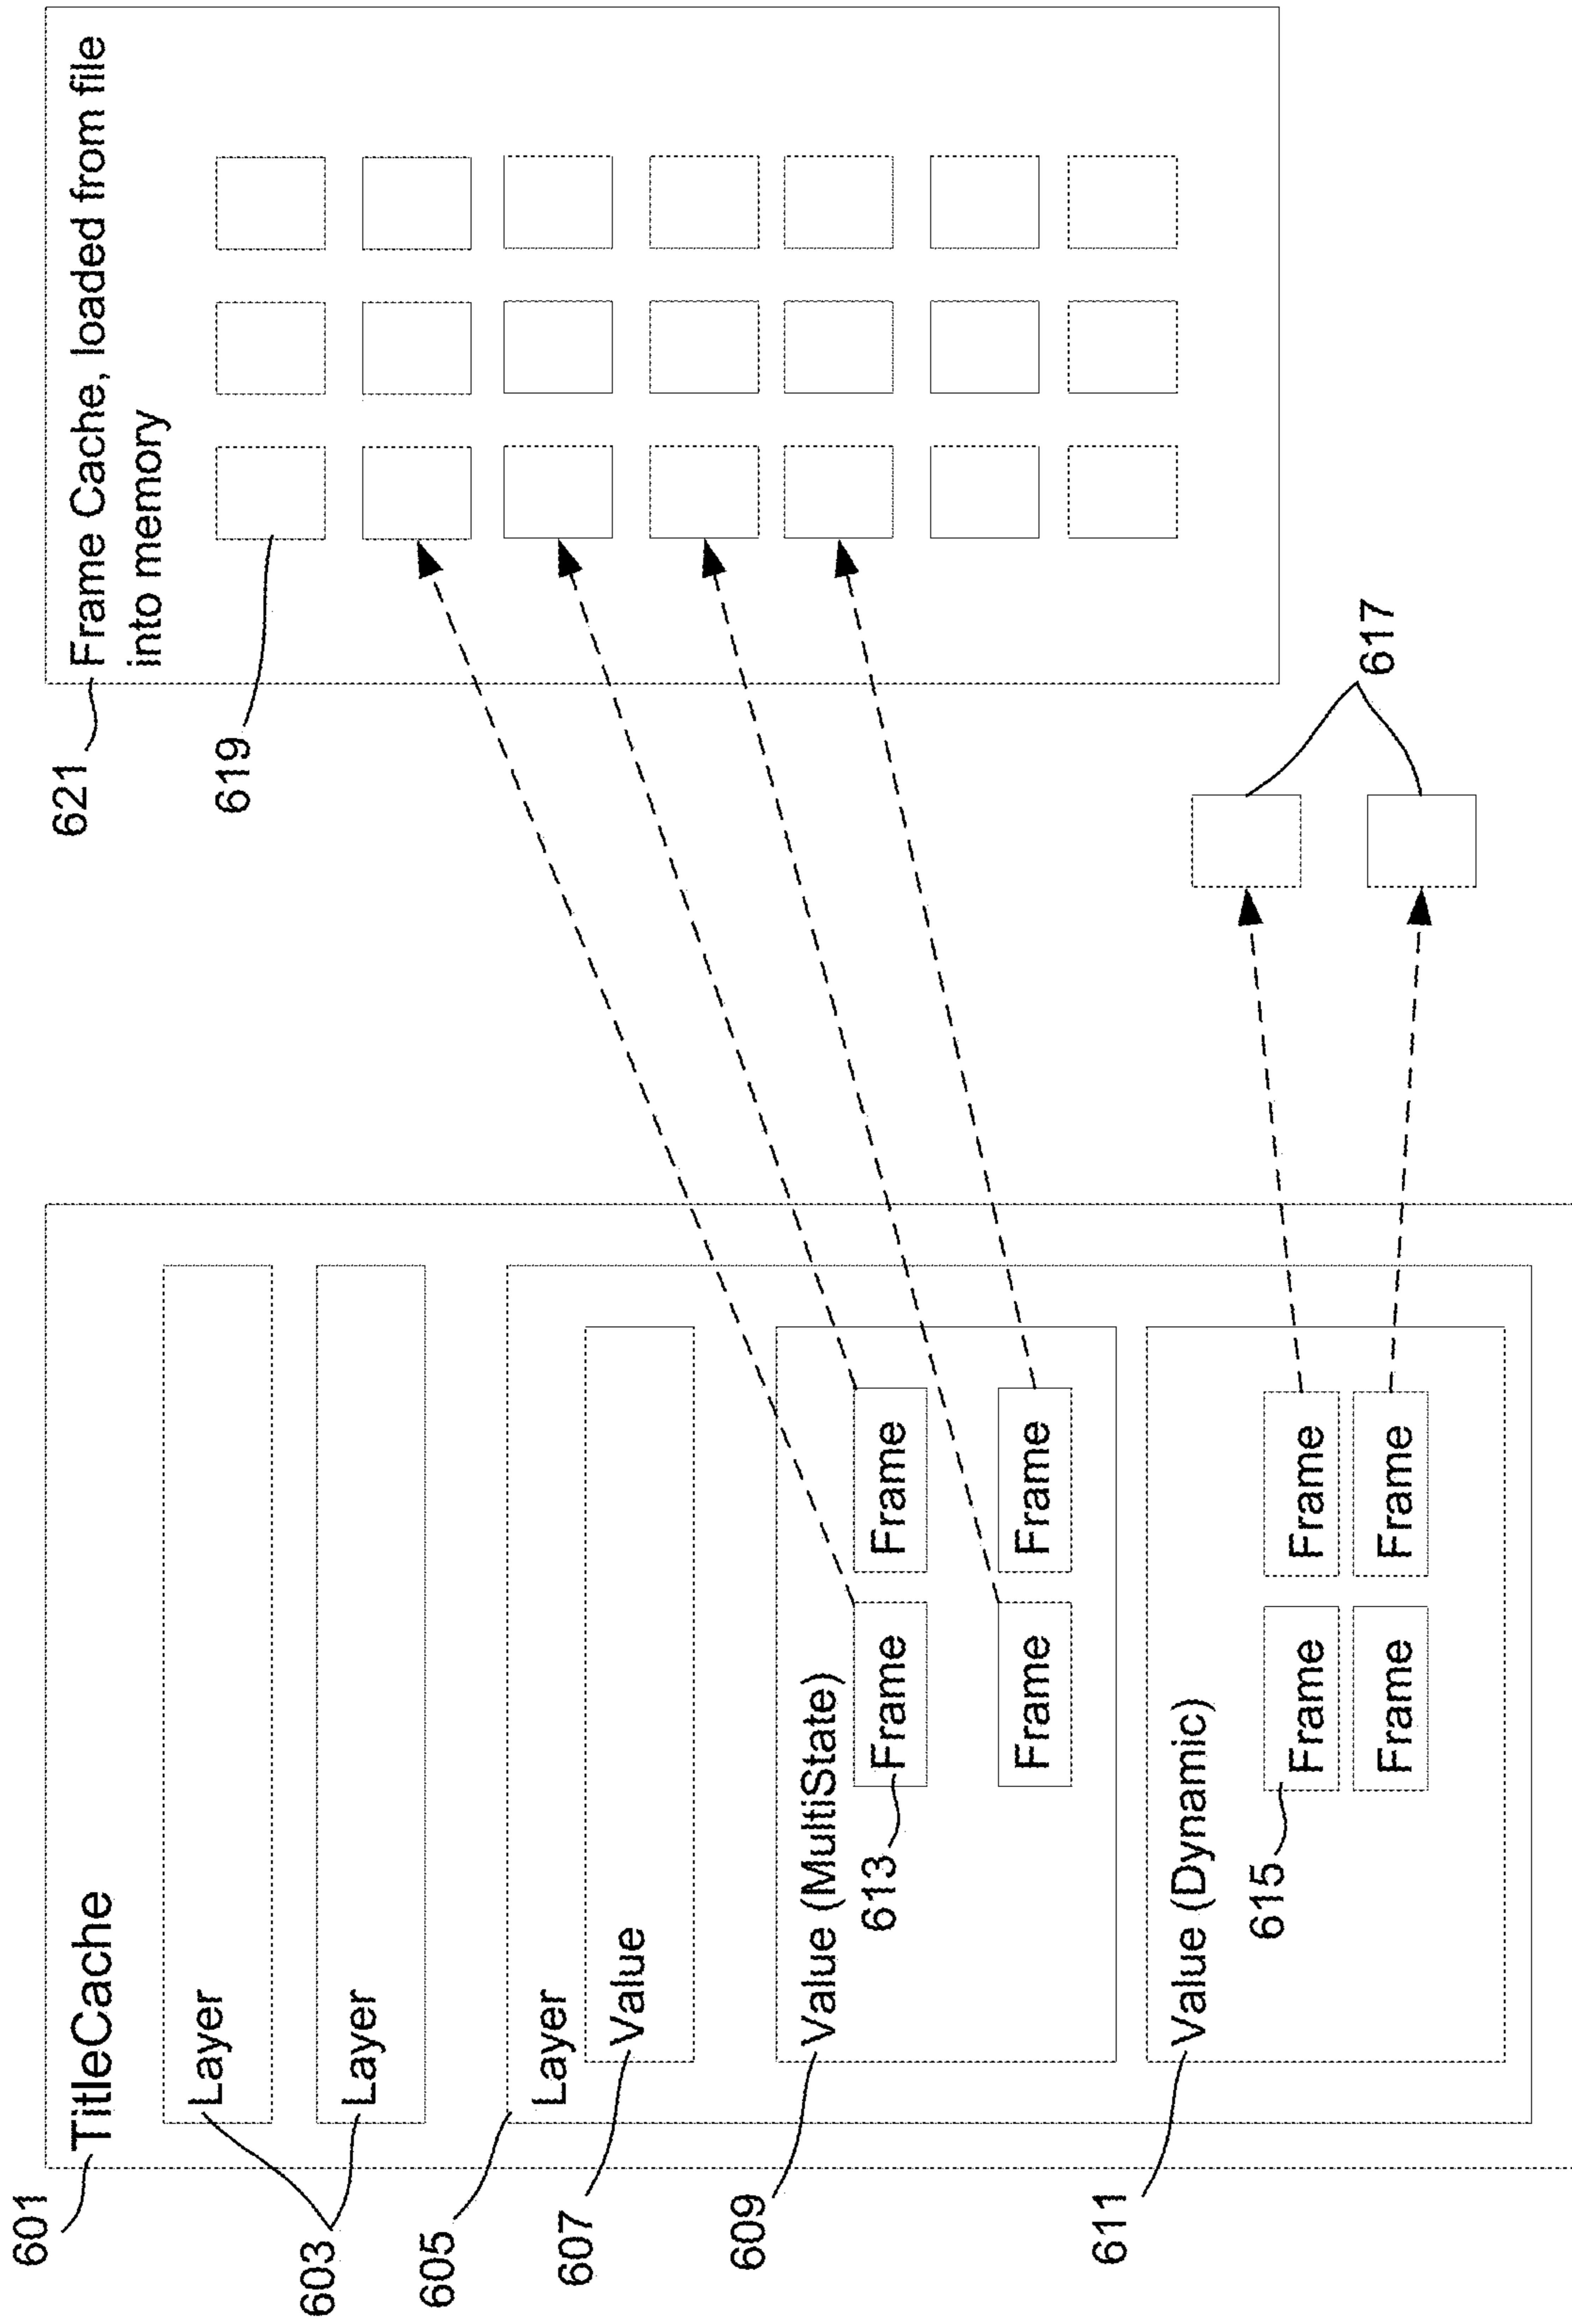 601
TitleCache
603
Layer
Layer
605
Layer
607
Value
609
Value (MultiState)
613
Frame
Frame
Frame
Frame
611
Value (Dynamic)
615
Frame
Frame
Frame
Frame
621
Frame Cache, loaded from file
into memory
619
617